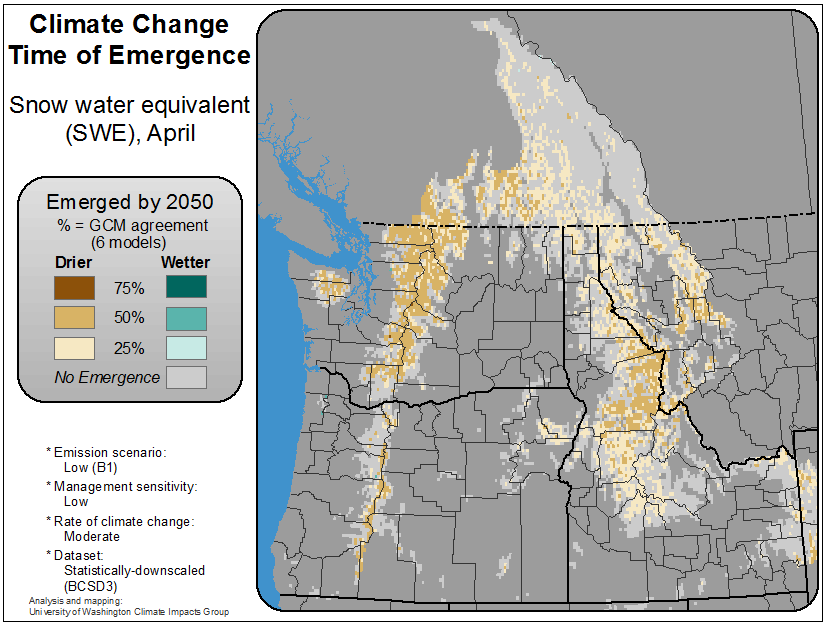 Climate Change
Time of Emergence
Snow water equivalent
(SWE), April
Emerged by 2050
% = GCM agreement
(6 models)
Drier Wetter
75%
50%
25%
No Emergence
* Emission scenario:
Low (B1)
* Management sensitivity:
Low
* Rate of climate change:
Moderate
* Dataset:
Statistically-downscaled
(BCSD3)
Analysis and mapping:
University of Washington Climate Impacts Group